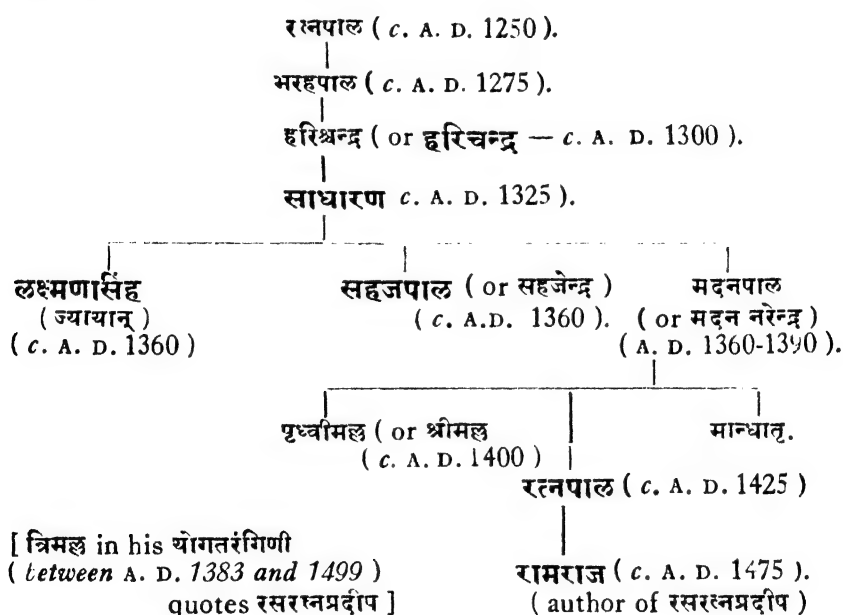 रत्नपाल ( c. A. D. 1250).
भरहपाल ( c. A. D. 1275).
हरिश्चन्द्र ( or हरिचन्द्र — c. A. D. 1300 ).
साधारण c. A. D. 1325 ).
लक्ष्मणसिंह सहजपाल ( or सहजेन्द्र ) मदनपाल
( ज्यायान् ) ( c. A.D. 1360 ). ( or मदन नरेन्द्र )
( c. A. D. 1360 ) ( A. D. 1360-1390 ).
पृथ्वीमल्ल ( or श्रीमल्ल मान्धातृ.
( c. A. D. 1400 )
रत्नपाल ( c. A. D. 1425 )
[ त्रिमल्ल in his योगतरंगिणी
( between A. D. 1383 and 1499 ) रामराज ( c. A. D. 1475 ).
quotes रसरत्नप्रदीप ] ( author of रसरत्नप्रदीप )